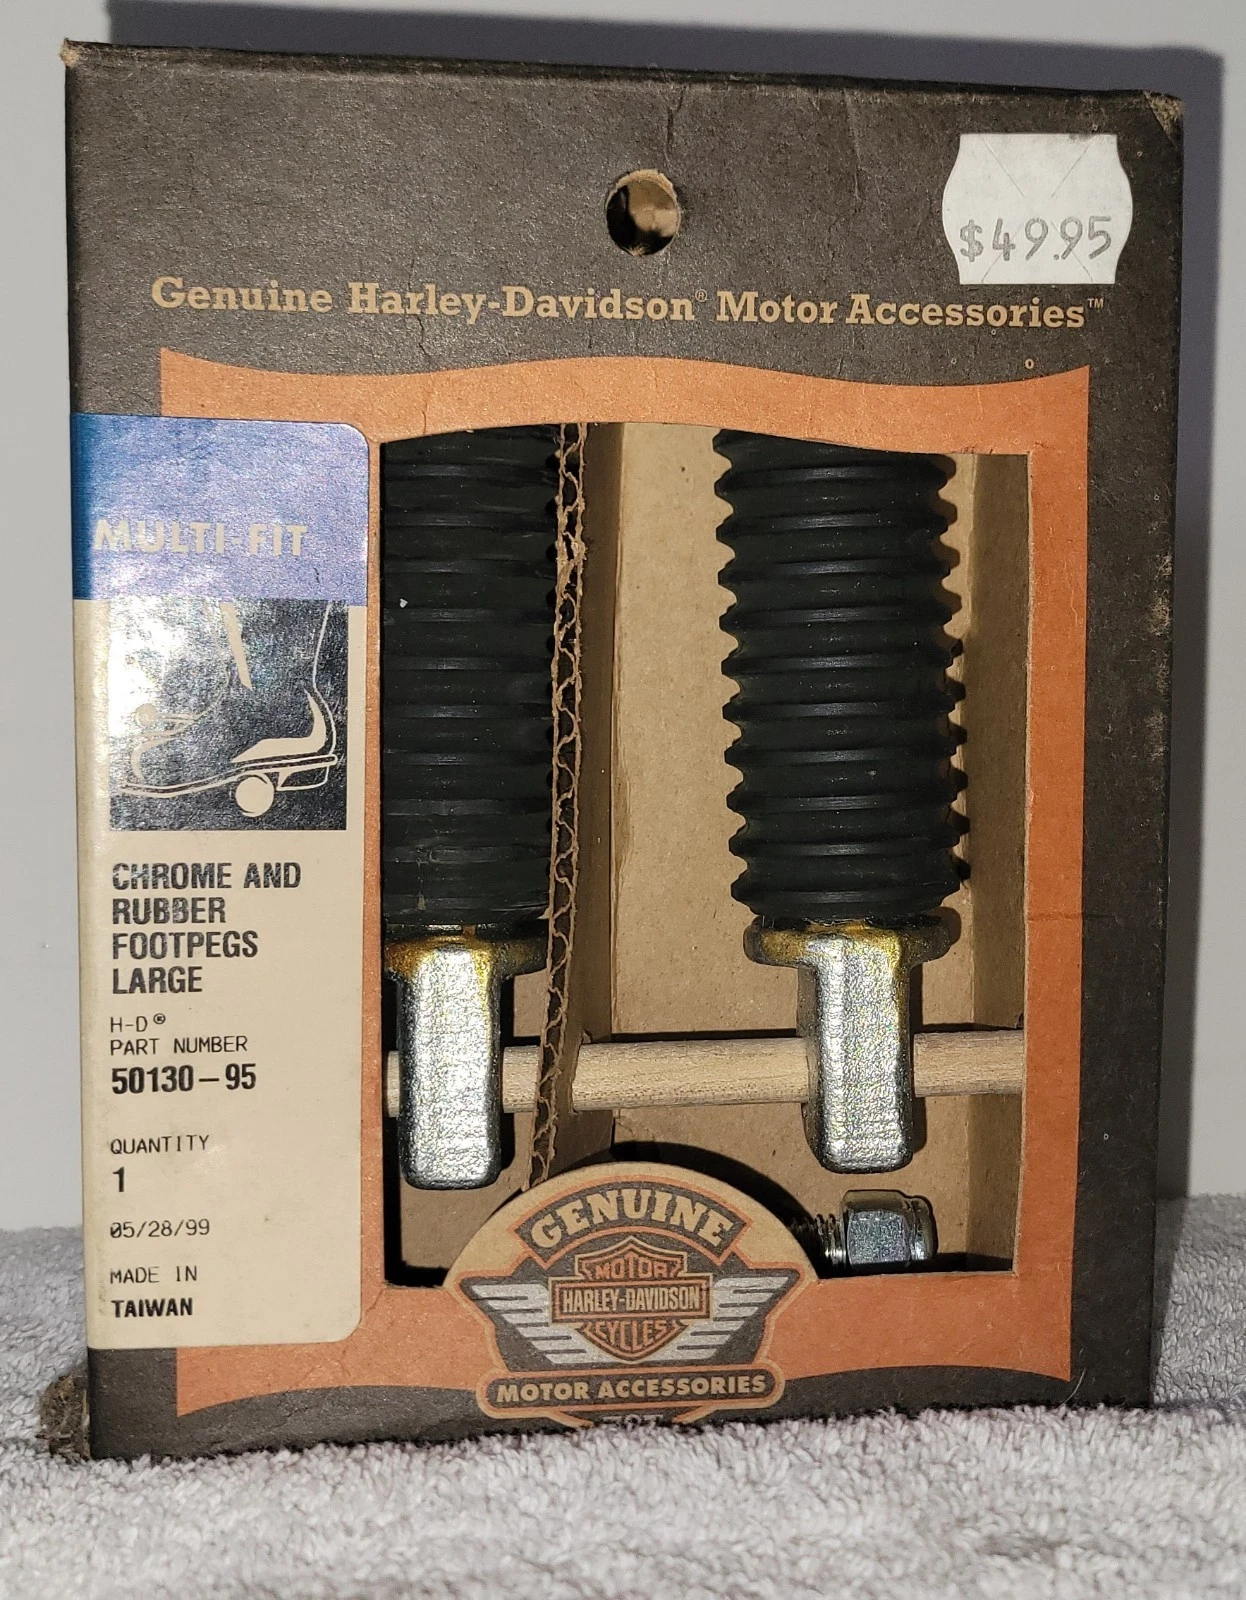 $49.95
Genuine Harley-Davidson® Motor Accessories™
MULTI-FIT
CHROME AND
RUBBER
FOOTPEGS
LARGE
H-D®
PART NUMBER
50130-95
QUANTITY
1
05/28/99
MADE IN
TAIWAN
GENUINE
MOTOR
HARLEY-DAVIDSON
CYCLES
MOTOR ACCESSORIES